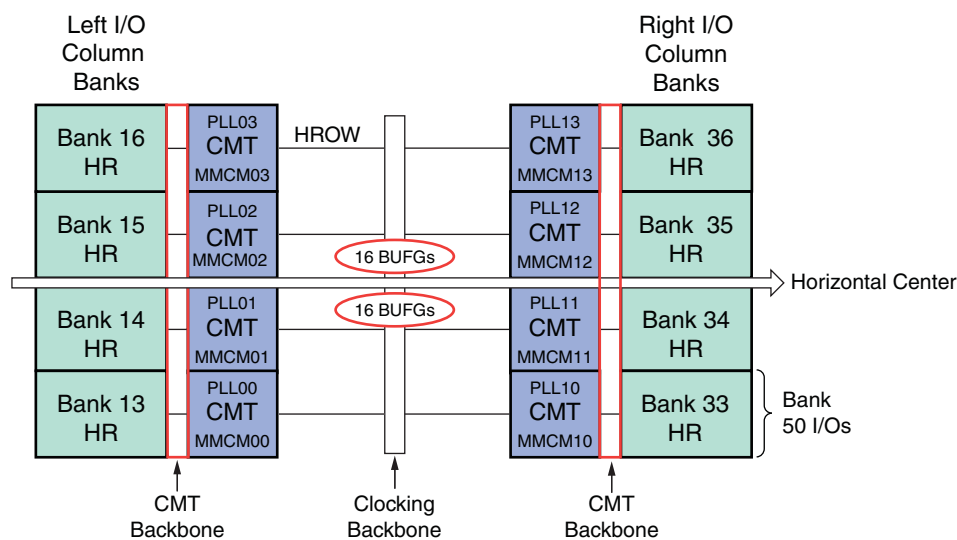 Left I/O
Column
Banks
Right I/O
Column
Banks
Bank 16
HR
PLL03
CMT
MMCM03
HROW
PLL13
CMT
MMCM13
Bank 36
HR
Bank 15
HR
PLL02
CMT
MMCM02
16 BUFGs
PLL12
CMT
MMCM12
Bank 35
HR
Horizontal Center
Bank 14
HR
PLL01
CMT
MMCM01
16 BUFGs
PLL11
CMT
MMCM11
Bank 34
HR
Bank 13
HR
PLL00
CMT
MMCM00
PLL10
CMT
MMCM10
Bank 33
HR
Bank
50 I/Os
CMT
Backbone
Clocking
Backbone
CMT
Backbone